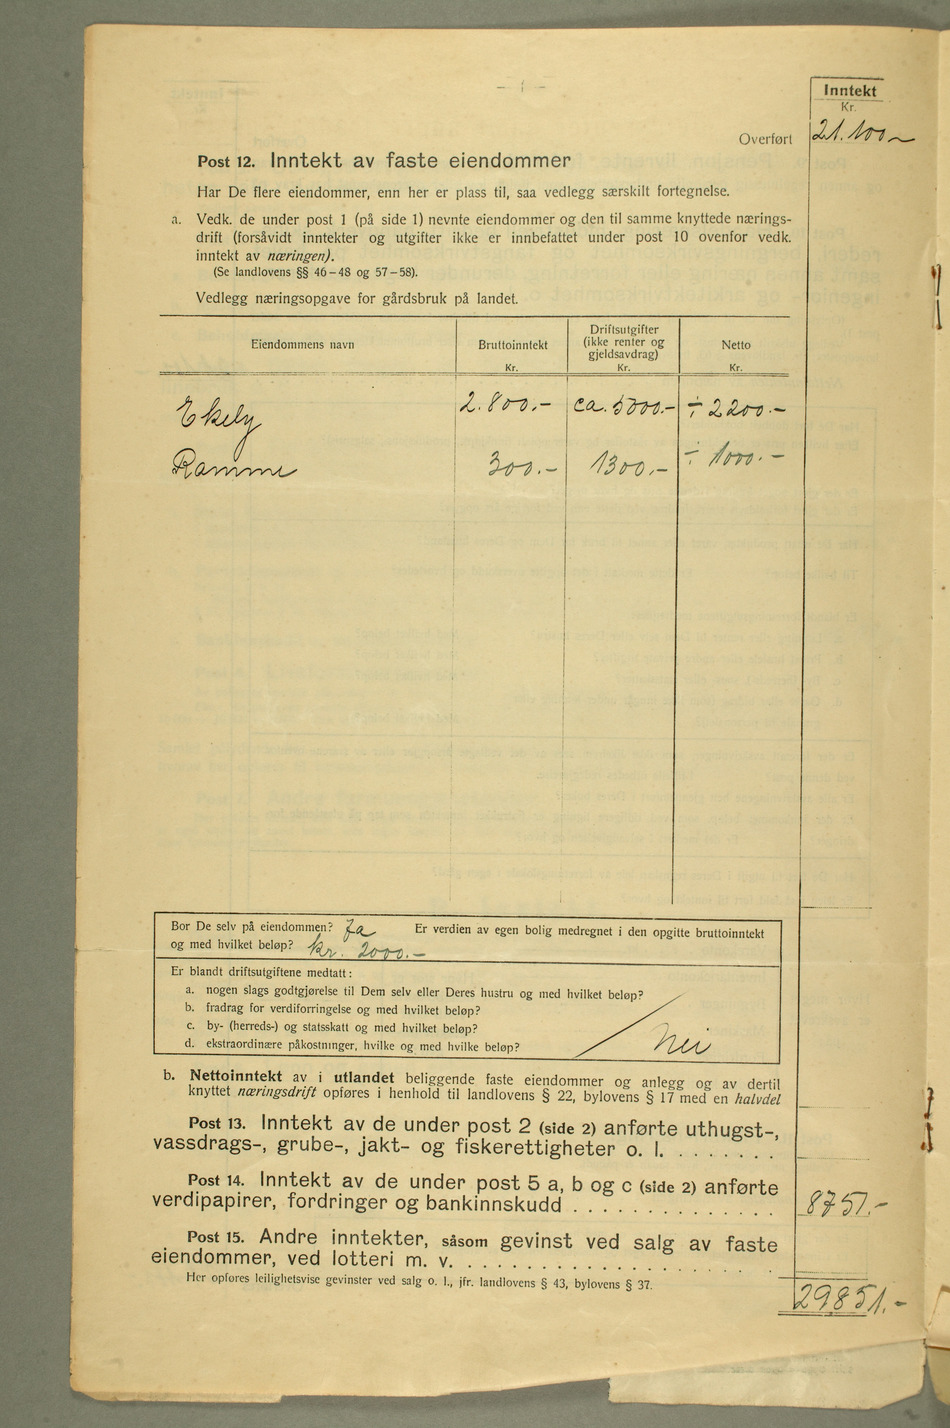 Inntekt
Kr.
Overført 21.100–
Post 12. Inntekt av faste eiendommer
Har De flere eiendommer, enn her er plass til, saa vedlegg særskilt fortegnelse.
a. Vedk. de under post 1 (på side 1) nevnte eiendommer og den til samme knyttede nærings-
drift (forsåvidt inntekter og utgifter ikke er innbefattet under post 10 ovenfor vedk.
inntekt av næringen).
(Se landlovens §§ 46–48 og 57–58).
Vedlegg næringsopgave for gårdsbruk på landet.
Eiendommens navn Bruttoinntekt Driftsutgifter (ikke renter og gjeldsavdrag) Netto
Kr. Kr. Kr.
Ekely 2.800.– ca. 5000.– ÷ 2200.–
Ramme 300.– 1300.– ÷ 1000.–
Bor De selv på eiendommen? Ja Er verdien av egen bolig medregnet i den opgitte bruttoinntekt
og med hvilket beløp? kr. 2000.–
Er blandt driftsutgiftene medtatt:
a. nogen slags godtgjørelse til Dem selv eller Deres hustru og med hvilket beløp?
b. fradrag for verdiforringelse og med hvilket beløp?
c. by- (herreds-) og statsskatt og med hvilket beløp?
d. ekstraordinære påkostninger, hvilke og med hvilke beløp? Nei
b. Nettoinntekt av i utlandet beliggende faste eiendommer og anlegg og av dertil
knyttet næringsdrift opføres i henhold til landlovens § 22, bylovens § 17 med en halvdel
Post 13. Inntekt av de under post 2 (side 2) anførte uthugst-,
vassdrags-, grube-, jakt- og fiskerettigheter o. l. . . . . . . .
Post 14. Inntekt av de under post 5 a, b og c (side 2) anførte
verdipapirer, fordringer og bankinnskudd . . . . . . . . . . . . . . 8751.–
Post 15. Andre inntekter, såsom gevinst ved salg av faste
eiendommer, ved lotteri m. v. . . . . . . . . . . . . . . . . . . .
Her opføres leilighetsvise gevinster ved salg o. l., jfr. landlovens § 43, bylovens § 37.
29851.–